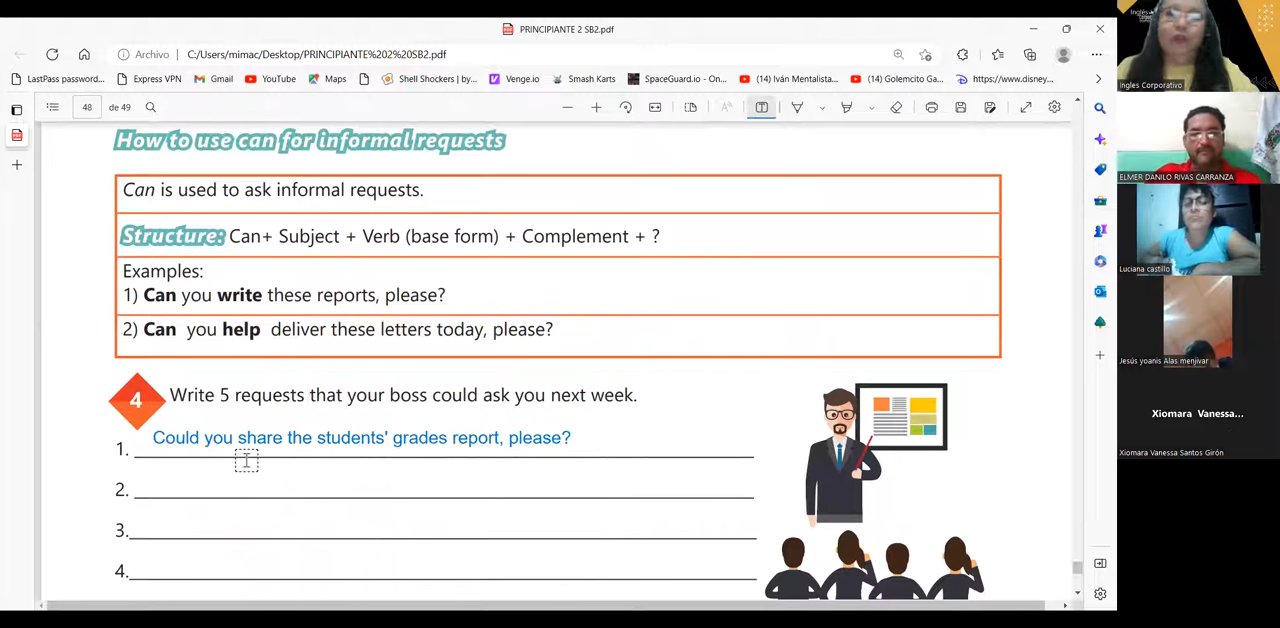 PRINCIPIANTE 2 SB2.pdf
Archivo
C:/Users/mimac/Desktop/PRINCIPIANTE%202%20SB2.pdf
LastPass password...
Express VPN
Gmail
YouTube
Maps
Shell Shockers | by...
Venge.io
Smash Karts
SpaceGuard.io - On...
(14) Iván Mentalista...
(14) Golemcito Ga...
https://www.disney...
48
de 49
How to use can for informal requests
Can is used to ask informal requests.
Structure: Can+ Subject + Verb (base form) + Complement + ?
Examples:
1) Can you write these reports, please?
2) Can you help deliver these letters today, please?
4
Write 5 requests that your boss could ask you next week.
1. Could you share the students' grades report, please?
2.
3.
4.
Inglés
Ingles Corporativo
ELMER DANILO RIVAS CARRANZA
Luciana castillo
Jesús yoanis Alas menjivar
Xiomara Vanessa...
Xiomara Vanessa Santos Girón